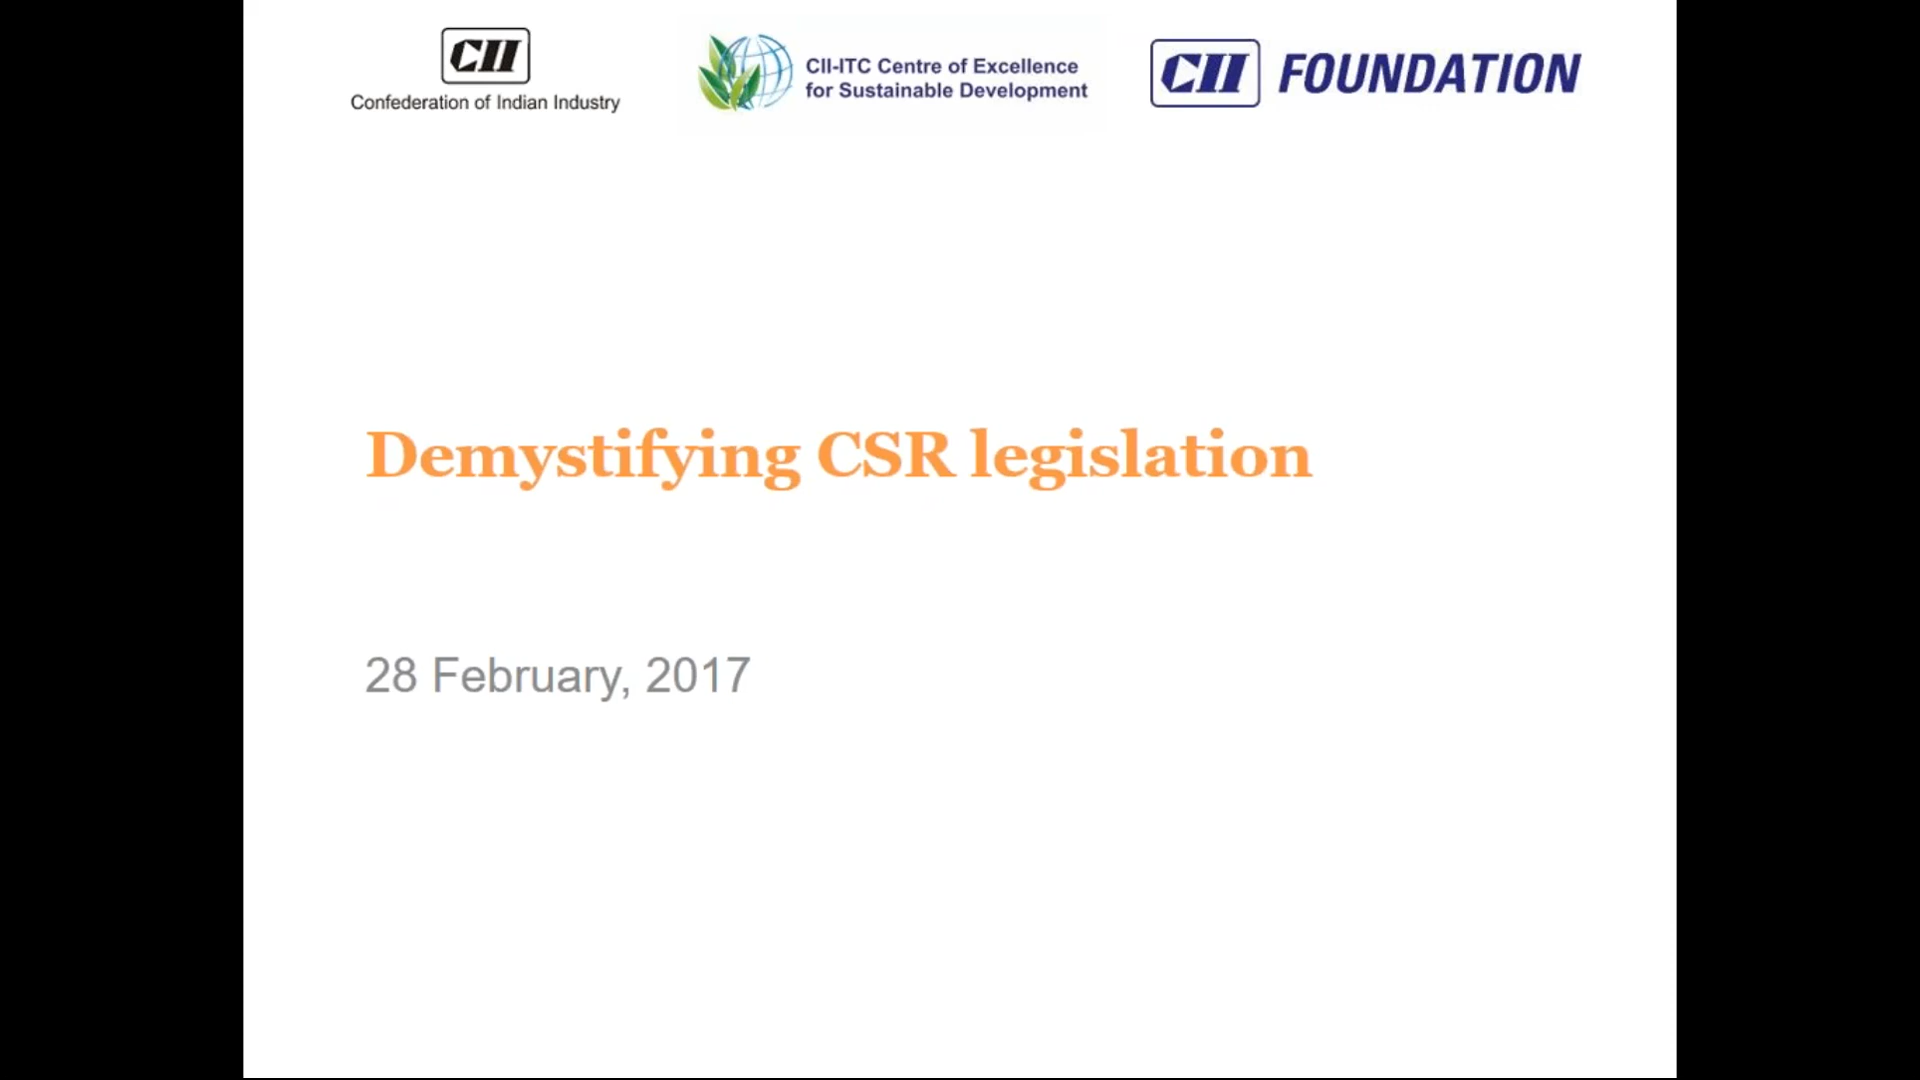 CII
Confederation of Indian Industry
CII-ITC Centre of Excellence
for Sustainable Development
CII FOUNDATION
Demystifying CSR legislation
28 February, 2017